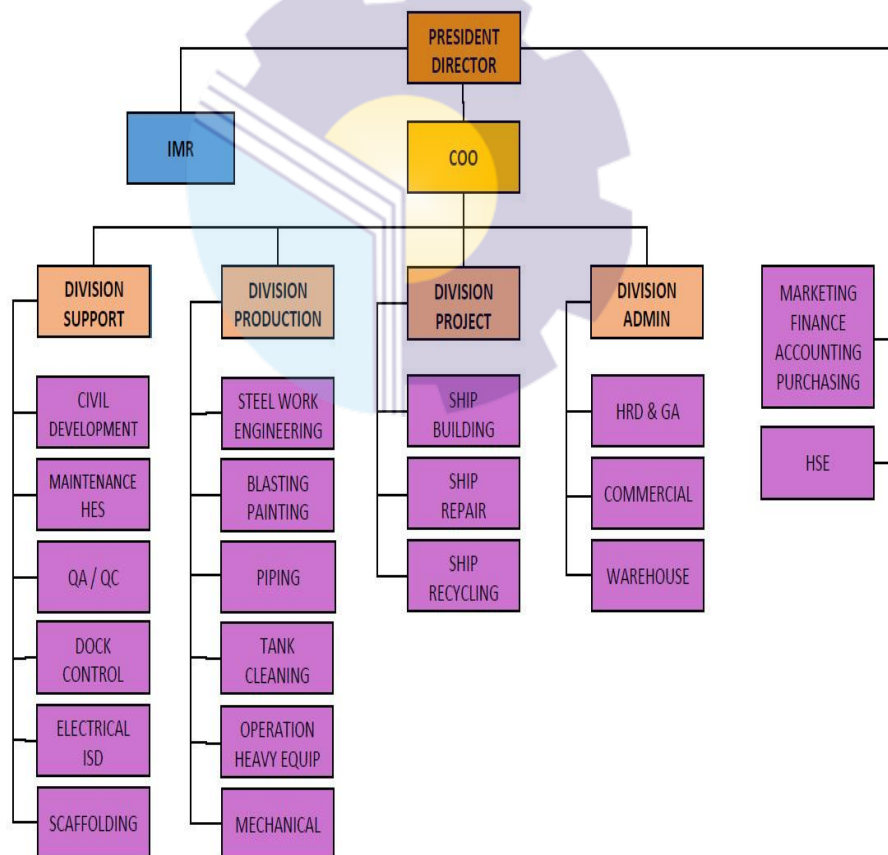 PRESIDENT
DIRECTOR
IMR
COO
DIVISION
SUPPORT
DIVISION
PRODUCTION
DIVISION
PROJECT
DIVISION
ADMIN
MARKETING
FINANCE
ACCOUNTING
PURCHASING
CIVIL
DEVELOPMENT
STEEL WORK
ENGINEERING
SHIP
BUILDING
HRD & GA
HSE
MAINTENANCE
HES
BLASTING
PAINTING
SHIP
REPAIR
COMMERCIAL
QA / QC
PIPING
SHIP
RECYCLING
WAREHOUSE
DOCK
CONTROL
TANK
CLEANING
ELECTRICAL
ISD
OPERATION
HEAVY EQUIP
SCAFFOLDING
MECHANICAL